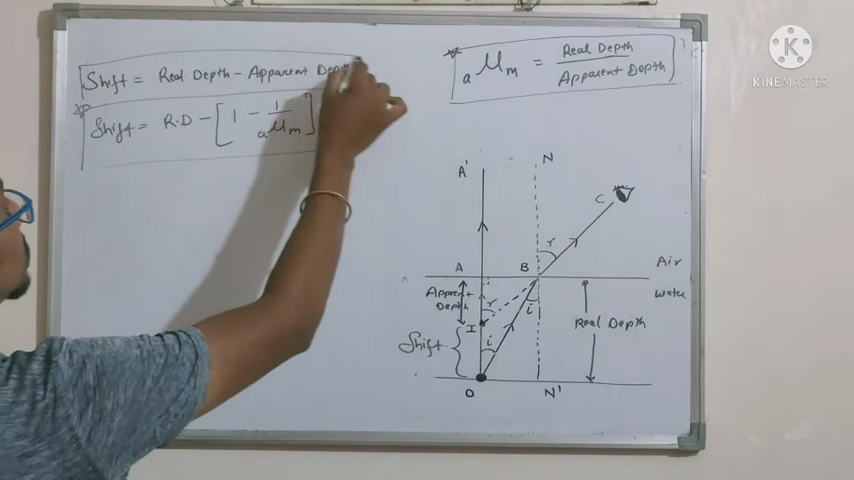 Shift = Real Depth - Apparent Depth
* Shift = R.D - [ 1 - 1/aμm ]
* aμm = Real Depth / Apparent Depth
KINEMASTER
A'
N
C
r
A
B
Air
Water
Apparent Depth
r
i
I
Real Depth
Shift
i
O
N'